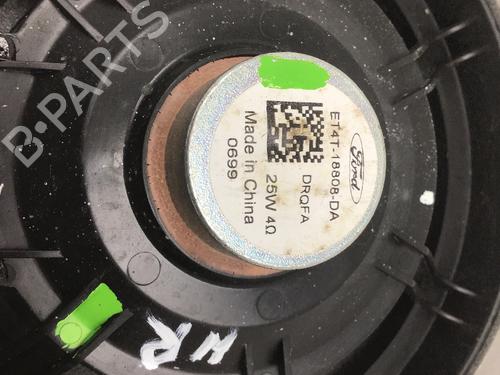 B-PARTS
Ford
ET4T-18808-DA
DRQFA
25W 4Ω
Made in China
0699
HR